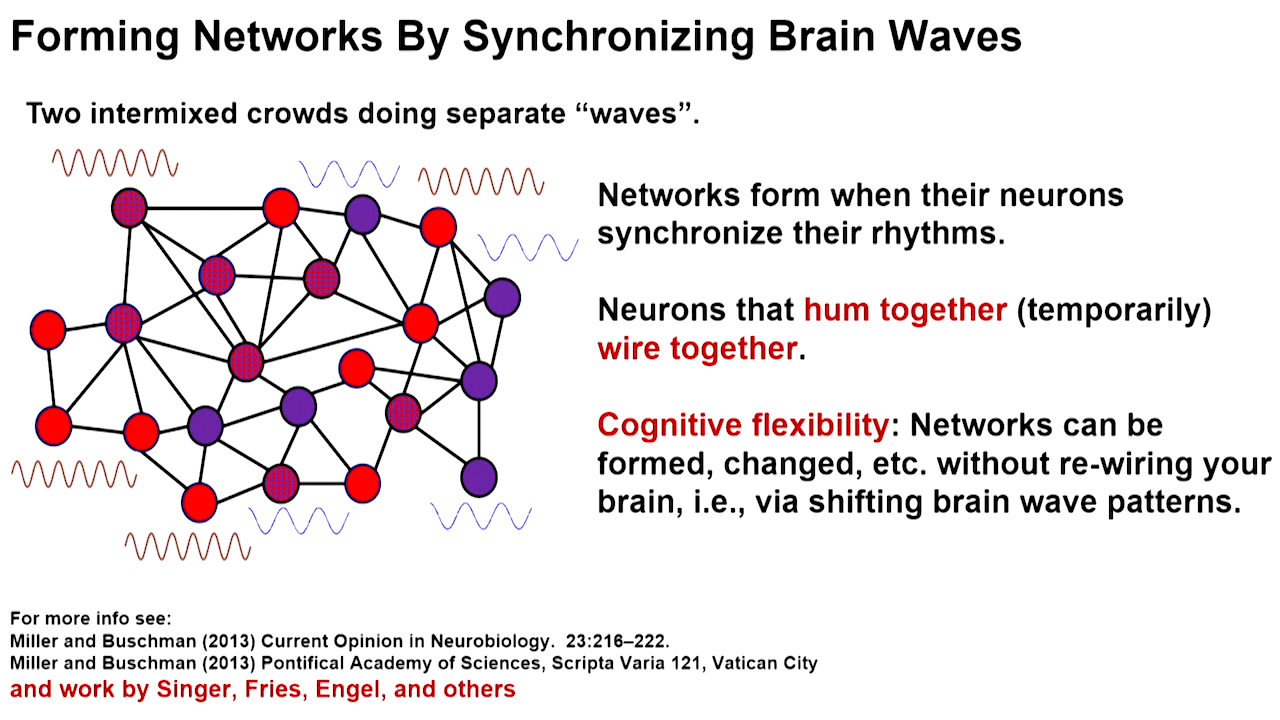 Forming Networks By Synchronizing Brain Waves
Two intermixed crowds doing separate “waves”.
Networks form when their neurons
synchronize their rhythms.
Neurons that hum together (temporarily)
wire together.
Cognitive flexibility: Networks can be
formed, changed, etc. without re-wiring your
brain, i.e., via shifting brain wave patterns.
For more info see:
Miller and Buschman (2013) Current Opinion in Neurobiology. 23:216–222.
Miller and Buschman (2013) Pontifical Academy of Sciences, Scripta Varia 121, Vatican City
and work by Singer, Fries, Engel, and others